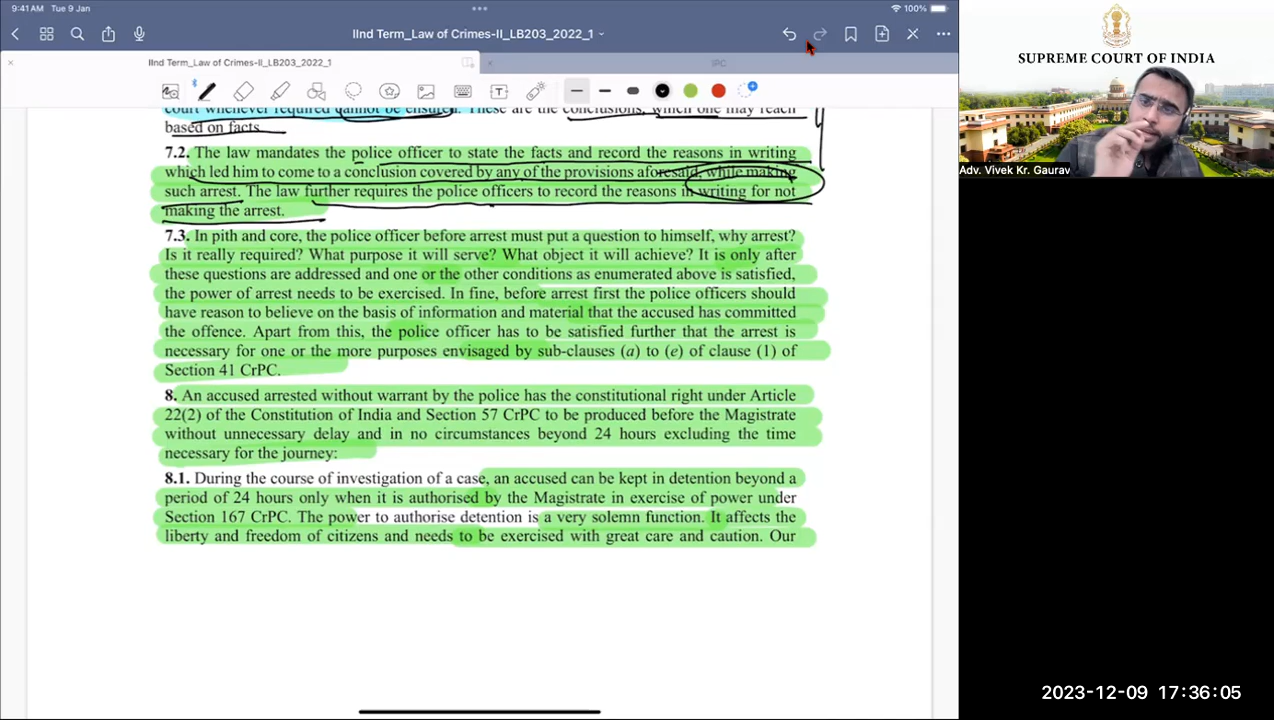 9:41 AM Tue 9 Jan
100%
IInd Term_Law of Crimes-II_LB203_2022_1
IInd Term_Law of Crimes-II_LB203_2022_1
IPC
SUPREME COURT OF INDIA
Adv. Vivek Kr. Gaurav
court whenever required cannot be ensured. These are the conclusions, which one may reach
based on facts.
7.2. The law mandates the police officer to state the facts and record the reasons in writing
which led him to come to a conclusion covered by any of the provisions aforesaid, while making
such arrest. The law further requires the police officers to record the reasons in writing for not
making the arrest.
7.3. In pith and core, the police officer before arrest must put a question to himself, why arrest?
Is it really required? What purpose it will serve? What object it will achieve? It is only after
these questions are addressed and one or the other conditions as enumerated above is satisfied,
the power of arrest needs to be exercised. In fine, before arrest first the police officers should
have reason to believe on the basis of information and material that the accused has committed
the offence. Apart from this, the police officer has to be satisfied further that the arrest is
necessary for one or the more purposes envisaged by sub-clauses (a) to (e) of clause (1) of
Section 41 CrPC.
8. An accused arrested without warrant by the police has the constitutional right under Article
22(2) of the Constitution of India and Section 57 CrPC to be produced before the Magistrate
without unnecessary delay and in no circumstances beyond 24 hours excluding the time
necessary for the journey:
8.1. During the course of investigation of a case, an accused can be kept in detention beyond a
period of 24 hours only when it is authorised by the Magistrate in exercise of power under
Section 167 CrPC. The power to authorise detention is a very solemn function. It affects the
liberty and freedom of citizens and needs to be exercised with great care and caution. Our
2023-12-09 17:36:05